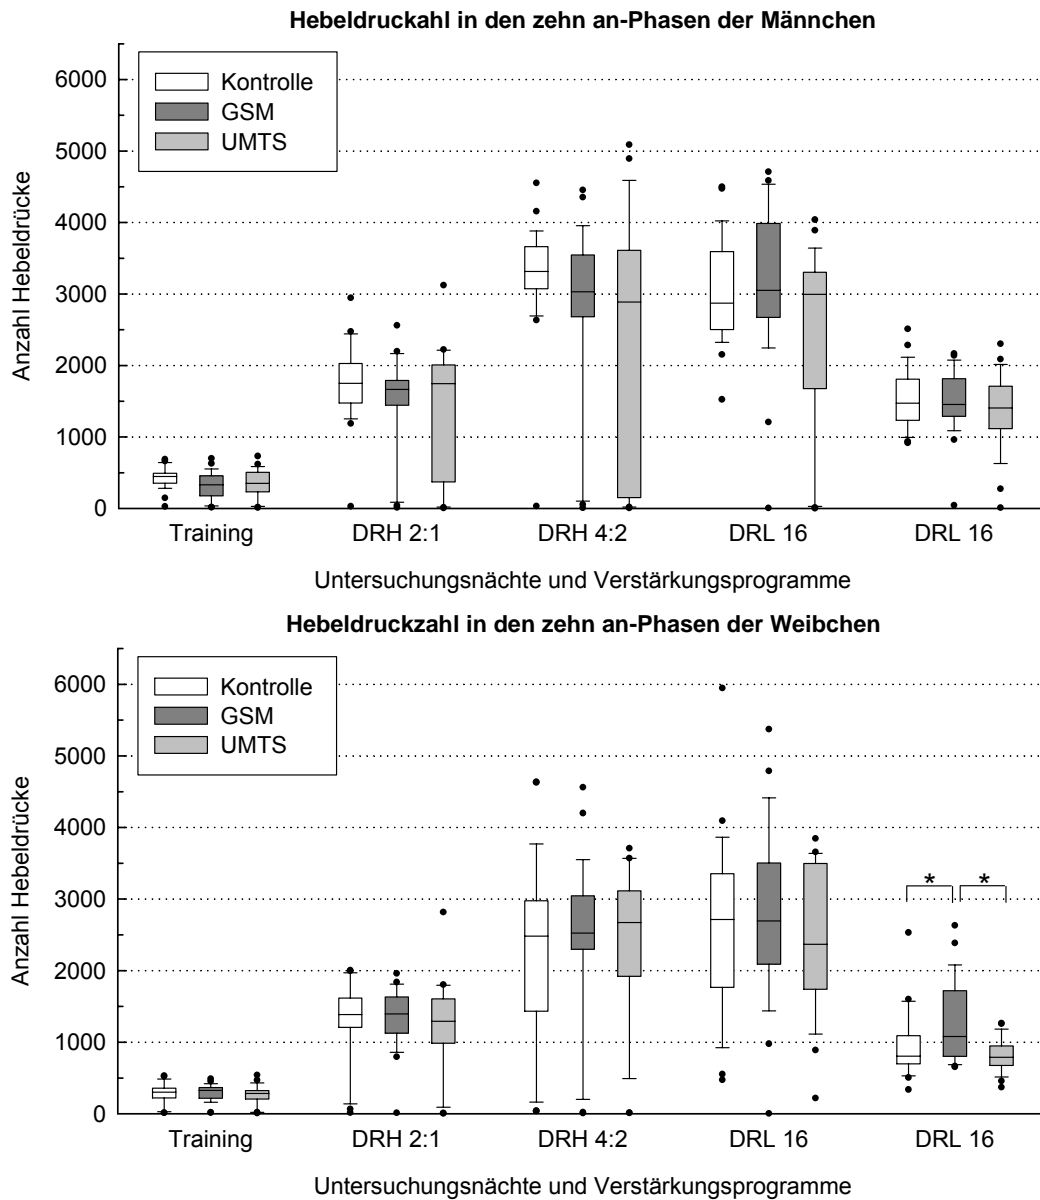 Hebeldruckahl in den zehn an-Phasen der Männchen
Kontrolle
GSM
UMTS
Anzahl Hebeldrücke
6000
5000
4000
3000
2000
1000
0
Training DRH 2:1 DRH 4:2 DRL 16 DRL 16
Untersuchungsnächte und Verstärkungsprogramme
Hebeldruckzahl in den zehn an-Phasen der Weibchen
Kontrolle
GSM
UMTS
Anzahl Hebeldrücke
6000
5000
4000
3000
2000
1000
0
* *
Training DRH 2:1 DRH 4:2 DRL 16 DRL 16
Untersuchungsnächte und Verstärkungsprogramme